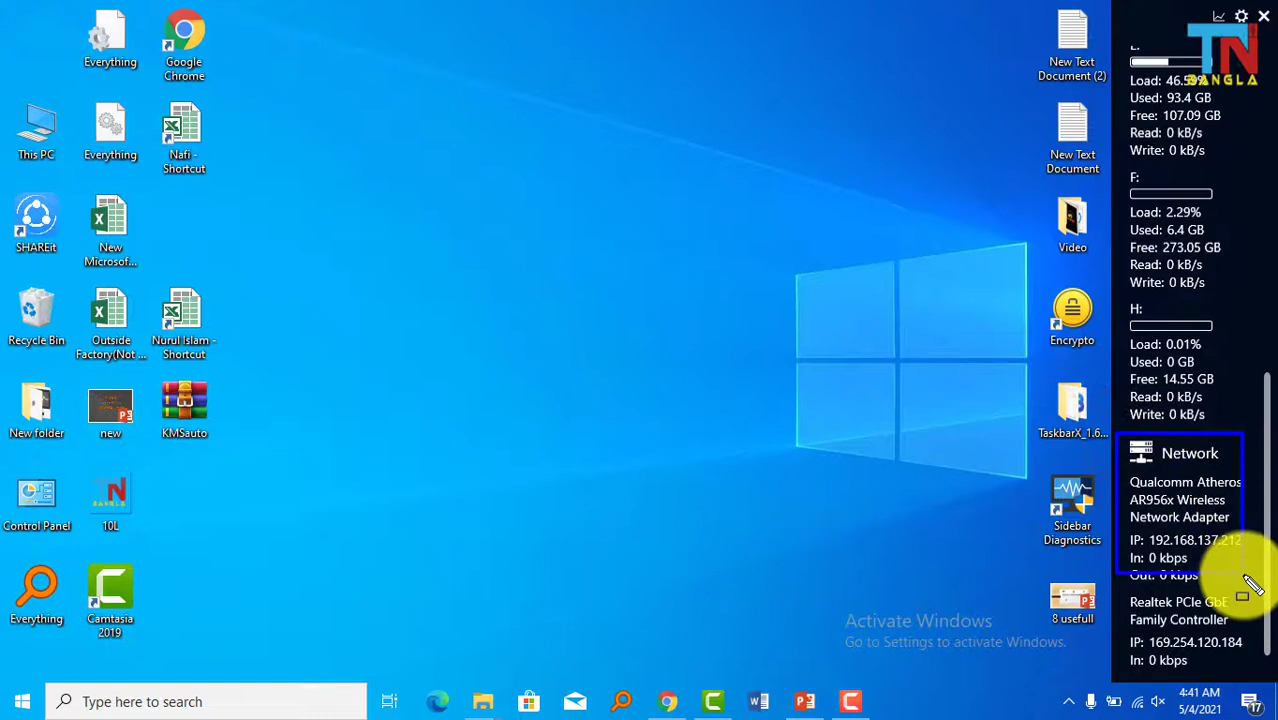 Everything
Google
Chrome
This PC
Everything
Nafi -
Shortcut
SHAREit
New
Microsof...
Recycle Bin
Outside
Factory(Not ...
Nurul Islam -
Shortcut
New folder
new
KMSauto
Control Panel
10L
Everything
Camtasia
2019
New Text
Document (2)
New Text
Document
Video
Encrypto
TaskbarX_1.6...
Sidebar
Diagnostics
8 usefull
Activate Windows
Go to Settings to activate Windows.
TN
BANGLA
Load: 46.59%
Used: 93.4 GB
Free: 107.09 GB
Read: 0 kB/s
Write: 0 kB/s
F:
Load: 2.29%
Used: 6.4 GB
Free: 273.05 GB
Read: 0 kB/s
Write: 0 kB/s
H:
Load: 0.01%
Used: 0 GB
Free: 14.55 GB
Read: 0 kB/s
Write: 0 kB/s
Network
Qualcomm Atheros
AR956x Wireless
Network Adapter
IP: 192.168.137.212
In: 0 kbps
Out: 0 kbps
Realtek PCIe GbE
Family Controller
IP: 169.254.120.184
In: 0 kbps
Type here to search
4:41 AM
5/4/2021
17